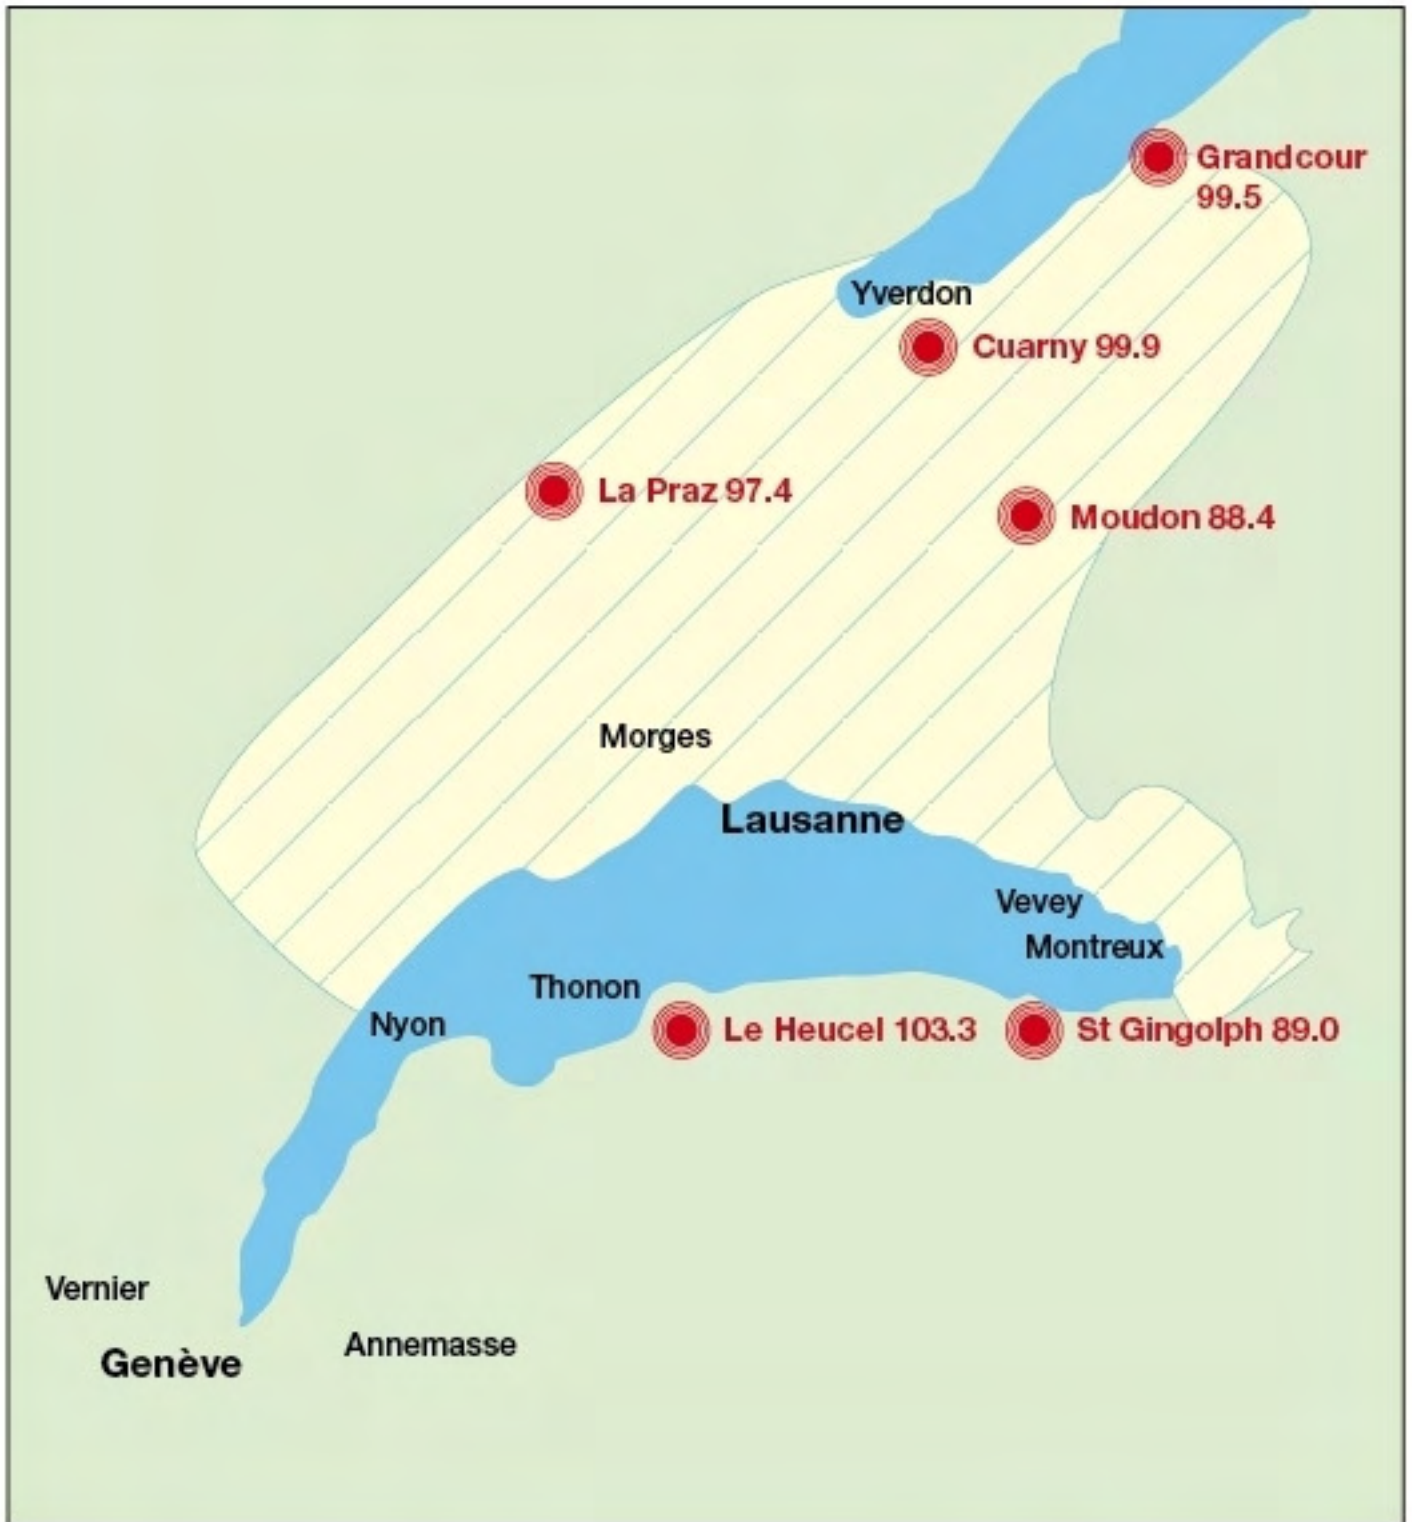 Grandcour
99.5
Yverdon
Cuarny 99.9
La Praz 97.4
Moudon 88.4
Morges
Lausanne
Vevey
Montreux
Thonon
Nyon
Le Heucel 103.3
St Gingolph 89.0
Vernier
Annemasse
Genève